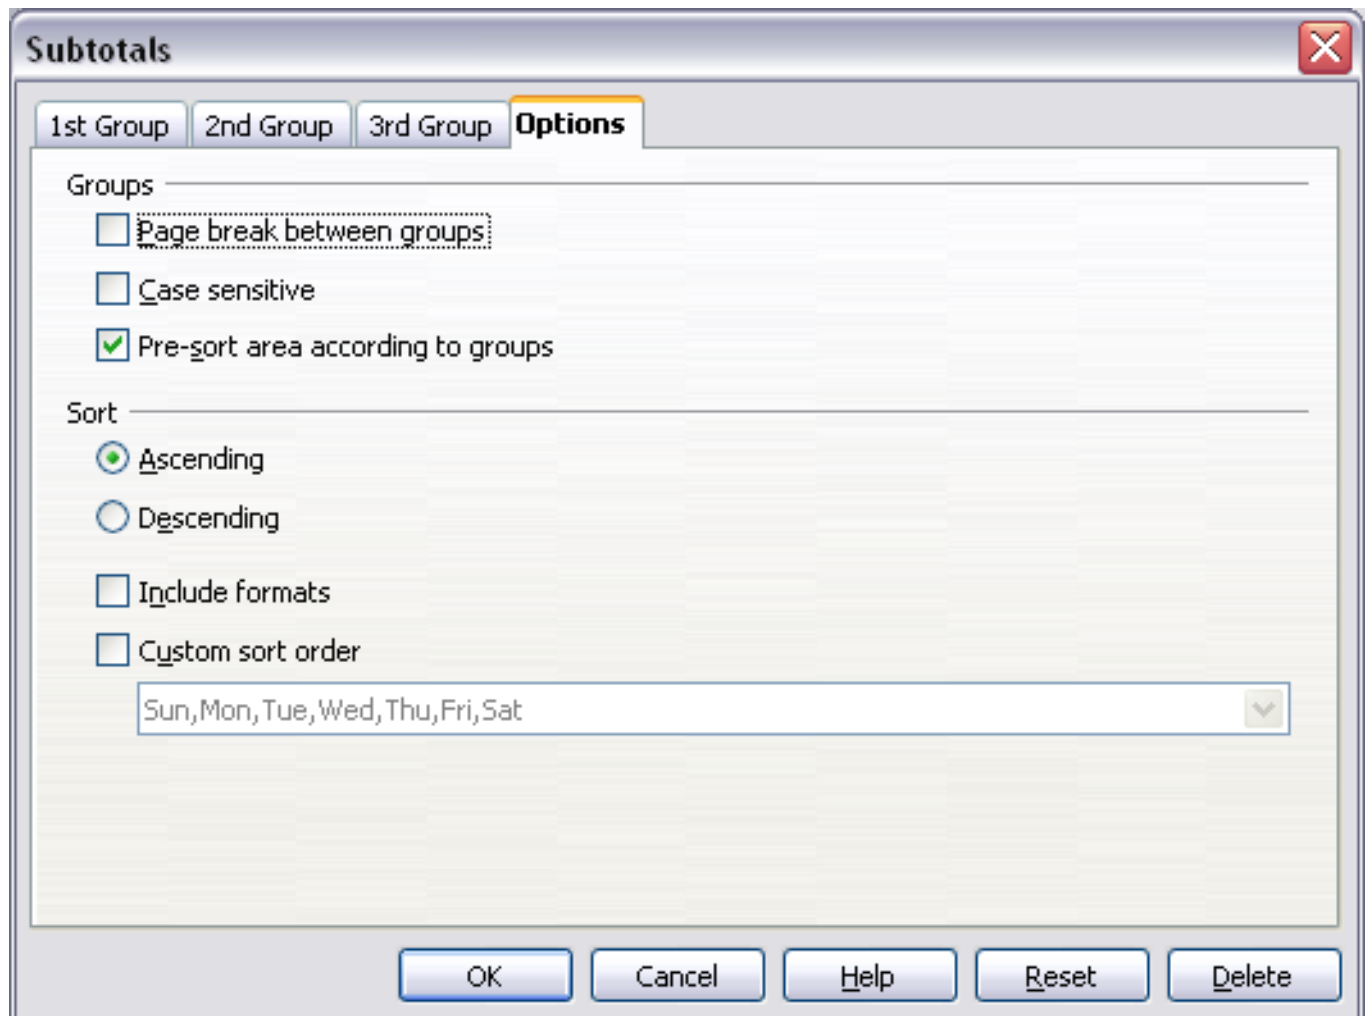 Subtotals
1st Group 2nd Group 3rd Group Options
Groups
Page break between groups
Case sensitive
Pre-sort area according to groups
Sort
Ascending
Descending
Include formats
Custom sort order
Sun,Mon,Tue,Wed,Thu,Fri,Sat
OK Cancel Help Reset Delete